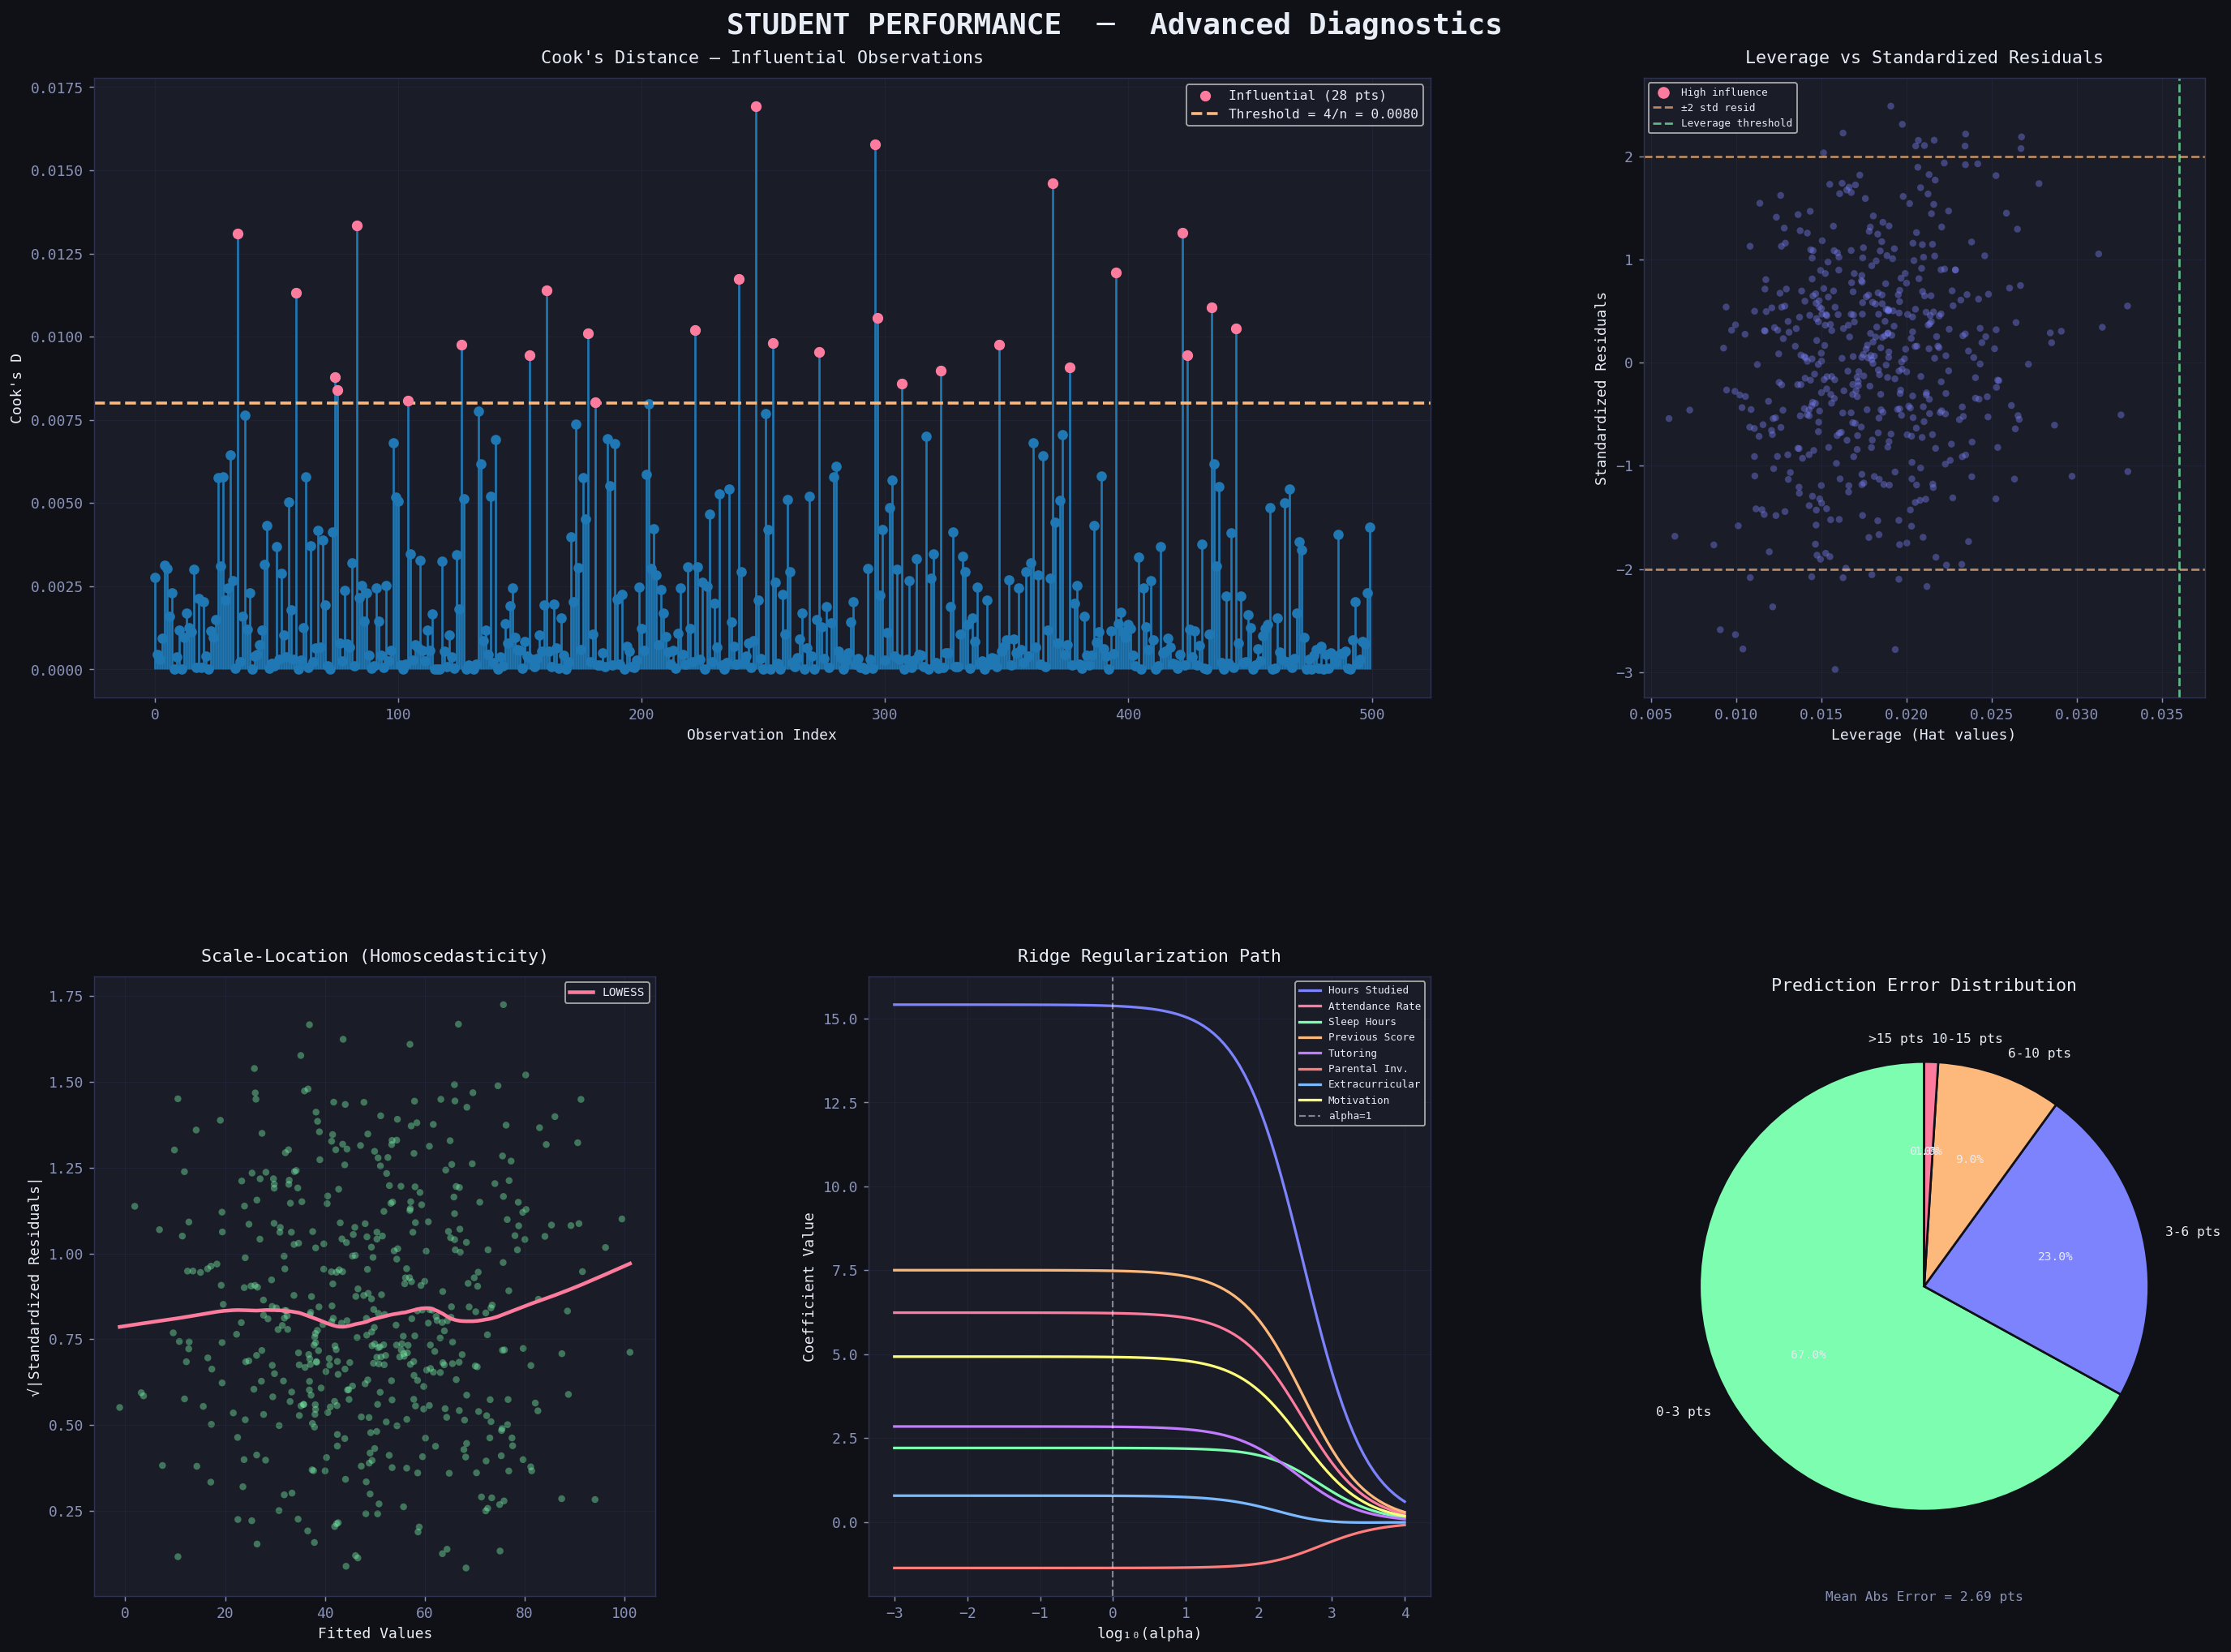 STUDENT PERFORMANCE — Advanced Diagnostics
Cook's Distance — Influential Observations
Influential (28 pts)
Threshold = 4/n = 0.0080
Cook's D
0.0175
0.0150
0.0125
0.0100
0.0075
0.0050
0.0025
0.0000
0 100 200 300 400 500
Observation Index
Leverage vs Standardized Residuals
High influence
±2 std resid
Leverage threshold
Standardized Residuals
2
1
0
−1
−2
−3
0.005 0.010 0.015 0.020 0.025 0.030 0.035
Leverage (Hat values)
Scale-Location (Homoscedasticity)
LOWESS
√|Standardized Residuals|
1.75
1.50
1.25
1.00
0.75
0.50
0.25
0 20 40 60 80 100
Fitted Values
Ridge Regularization Path
Hours Studied
Attendance Rate
Sleep Hours
Previous Score
Tutoring
Parental Inv.
Extracurricular
Motivation
alpha=1
Coefficient Value
15.0
12.5
10.0
7.5
5.0
2.5
0.0
−3 −2 −1 0 1 2 3 4
log₁₀(alpha)
Prediction Error Distribution
>15 pts 10-15 pts
6-10 pts
9.0%
3-6 pts
23.0%
67.0%
0-3 pts
Mean Abs Error = 2.69 pts